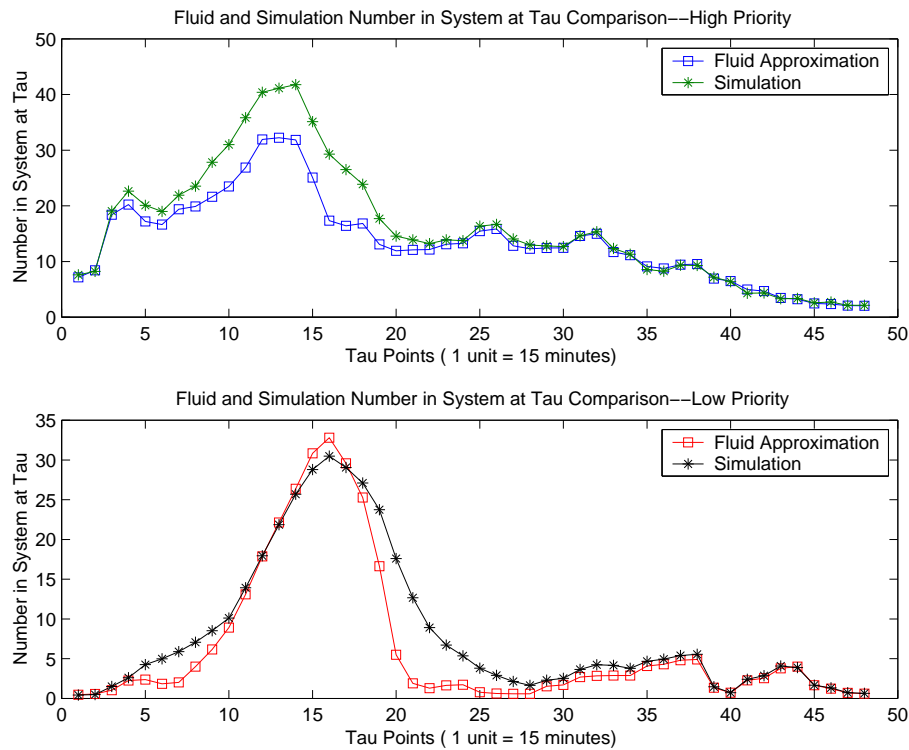 Fluid and Simulation Number in System at Tau Comparison−−High Priority
50
40
30
20
10
0
Number in System at Tau
Fluid Approximation
Simulation
0 5 10 15 20 25 30 35 40 45 50
Tau Points ( 1 unit = 15 minutes)
Fluid and Simulation Number in System at Tau Comparison−−Low Priority
35
30
25
20
15
10
5
0
Number in System at Tau
Fluid Approximation
Simulation
0 5 10 15 20 25 30 35 40 45 50
Tau Points ( 1 unit = 15 minutes)